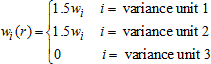 w_i(r) = { 1.5w_i   i = variance unit 1
1.5w_i   i = variance unit 2
0   i = variance unit 3